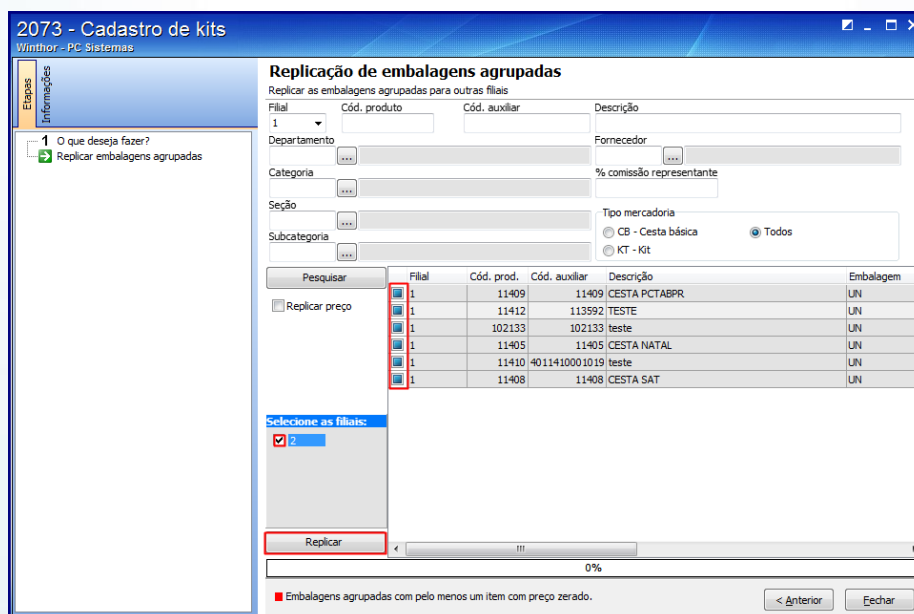 2073 - Cadastro de kits
Winthor - PC Sistemas
Etapas
Informações
1 O que deseja fazer?
Replicar embalagens agrupadas
Replicação de embalagens agrupadas
Replicar as embalagens agrupadas para outras filiais
Filial Cód. produto Cód. auxiliar Descrição
1
Departamento Fornecedor
... ...
Categoria % comissão representante
...
Seção
...
Tipo mercadoria
CB - Cesta básica Todos
KT - Kit
Subcategoria
...
Pesquisar
Replicar preço
Filial Cód. prod. Cód. auxiliar Descrição Embalagem
1 11409 11409 CESTA PCTABPR UN
1 11412 113592 TESTE UN
1 102133 102133 teste UN
1 11405 11405 CESTA NATAL UN
1 11410 4011410001019 teste UN
1 11408 11408 CESTA SAT UN
Selecione as filiais:
2
Replicar
0%
Embalagens agrupadas com pelo menos um item com preço zerado.
< Anterior Fechar